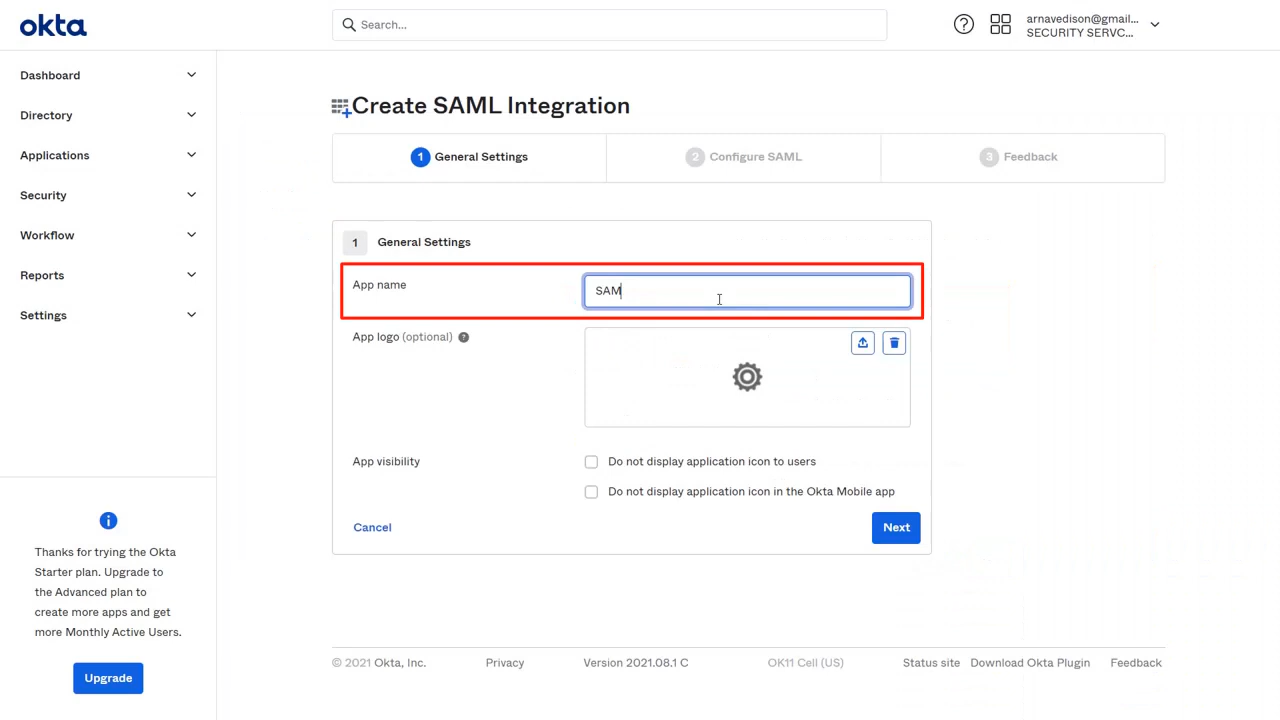 okta
Search...
arnavedison@gmail...
SECURITY SERVC...
Dashboard
Directory
Applications
Security
Workflow
Reports
Settings
Thanks for trying the Okta
Starter plan. Upgrade to
the Advanced plan to
create more apps and get
more Monthly Active Users.
Upgrade
Create SAML Integration
1 General Settings
2 Configure SAML
3 Feedback
1 General Settings
App name
SAM
App logo (optional)
App visibility
Do not display application icon to users
Do not display application icon in the Okta Mobile app
Cancel
Next
© 2021 Okta, Inc.
Privacy
Version 2021.08.1 C
OK11 Cell (US)
Status site
Download Okta Plugin
Feedback